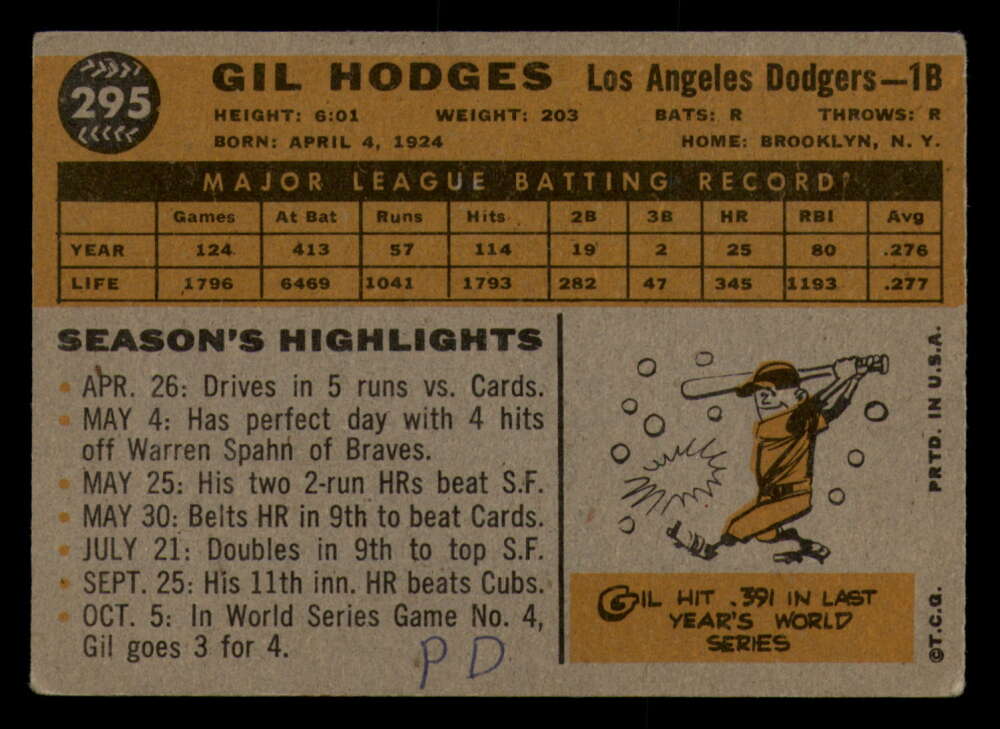 295
GIL HODGES Los Angeles Dodgers—1B
HEIGHT: 6:01 WEIGHT: 203 BATS: R THROWS: R
BORN: APRIL 4, 1924 HOME: BROOKLYN, N. Y.
MAJOR LEAGUE BATTING RECORD
Games At Bat Runs Hits 2B 3B HR RBI Avg
YEAR 124 413 57 114 19 2 25 80 .276
LIFE 1796 6469 1041 1793 282 47 345 1193 .277
SEASON'S HIGHLIGHTS
• APR. 26: Drives in 5 runs vs. Cards.
• MAY 4: Has perfect day with 4 hits
off Warren Spahn of Braves.
• MAY 25: His two 2-run HRs beat S.F.
• MAY 30: Belts HR in 9th to beat Cards.
• JULY 21: Doubles in 9th to top S.F.
• SEPT. 25: His 11th inn. HR beats Cubs.
• OCT. 5: In World Series Game No. 4,
Gil goes 3 for 4.
PD
GIL HIT .391 IN LAST
YEAR'S WORLD
SERIES
PRTD. IN U.S.A.
©T.C.G.